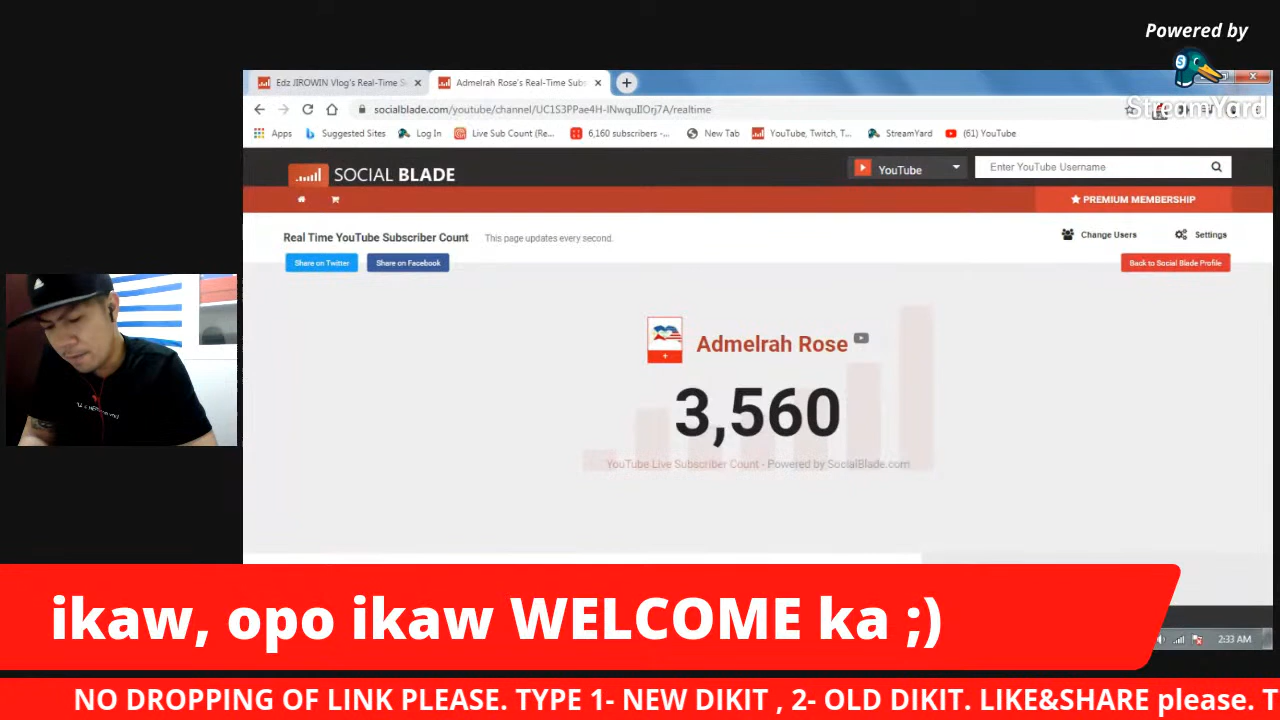 Powered by
StreamYard
Edz JIROWIN Vlog's Real-Time S
Admelrah Rose's Real-Time Subs
socialblade.com/youtube/channel/UC1S3PPae4H-lNwquIIOrj7A/realtime
Apps
Suggested Sites
Log In
Live Sub Count (Re...
6,160 subscribers -...
New Tab
YouTube, Twitch, T...
StreamYard
(61) YouTube
SOCIAL BLADE
YouTube
Enter YouTube Username
PREMIUM MEMBERSHIP
Real Time YouTube Subscriber Count
This page updates every second.
Change Users
Settings
Share on Twitter
Share on Facebook
Back to Social Blade Profile
Admelrah Rose
3,560
YouTube Live Subscriber Count - Powered by SocialBlade.com
ikaw, opo ikaw WELCOME ka ;)
2:33 AM
NO DROPPING OF LINK PLEASE. TYPE 1- NEW DIKIT , 2- OLD DIKIT. LIKE&SHARE please. T